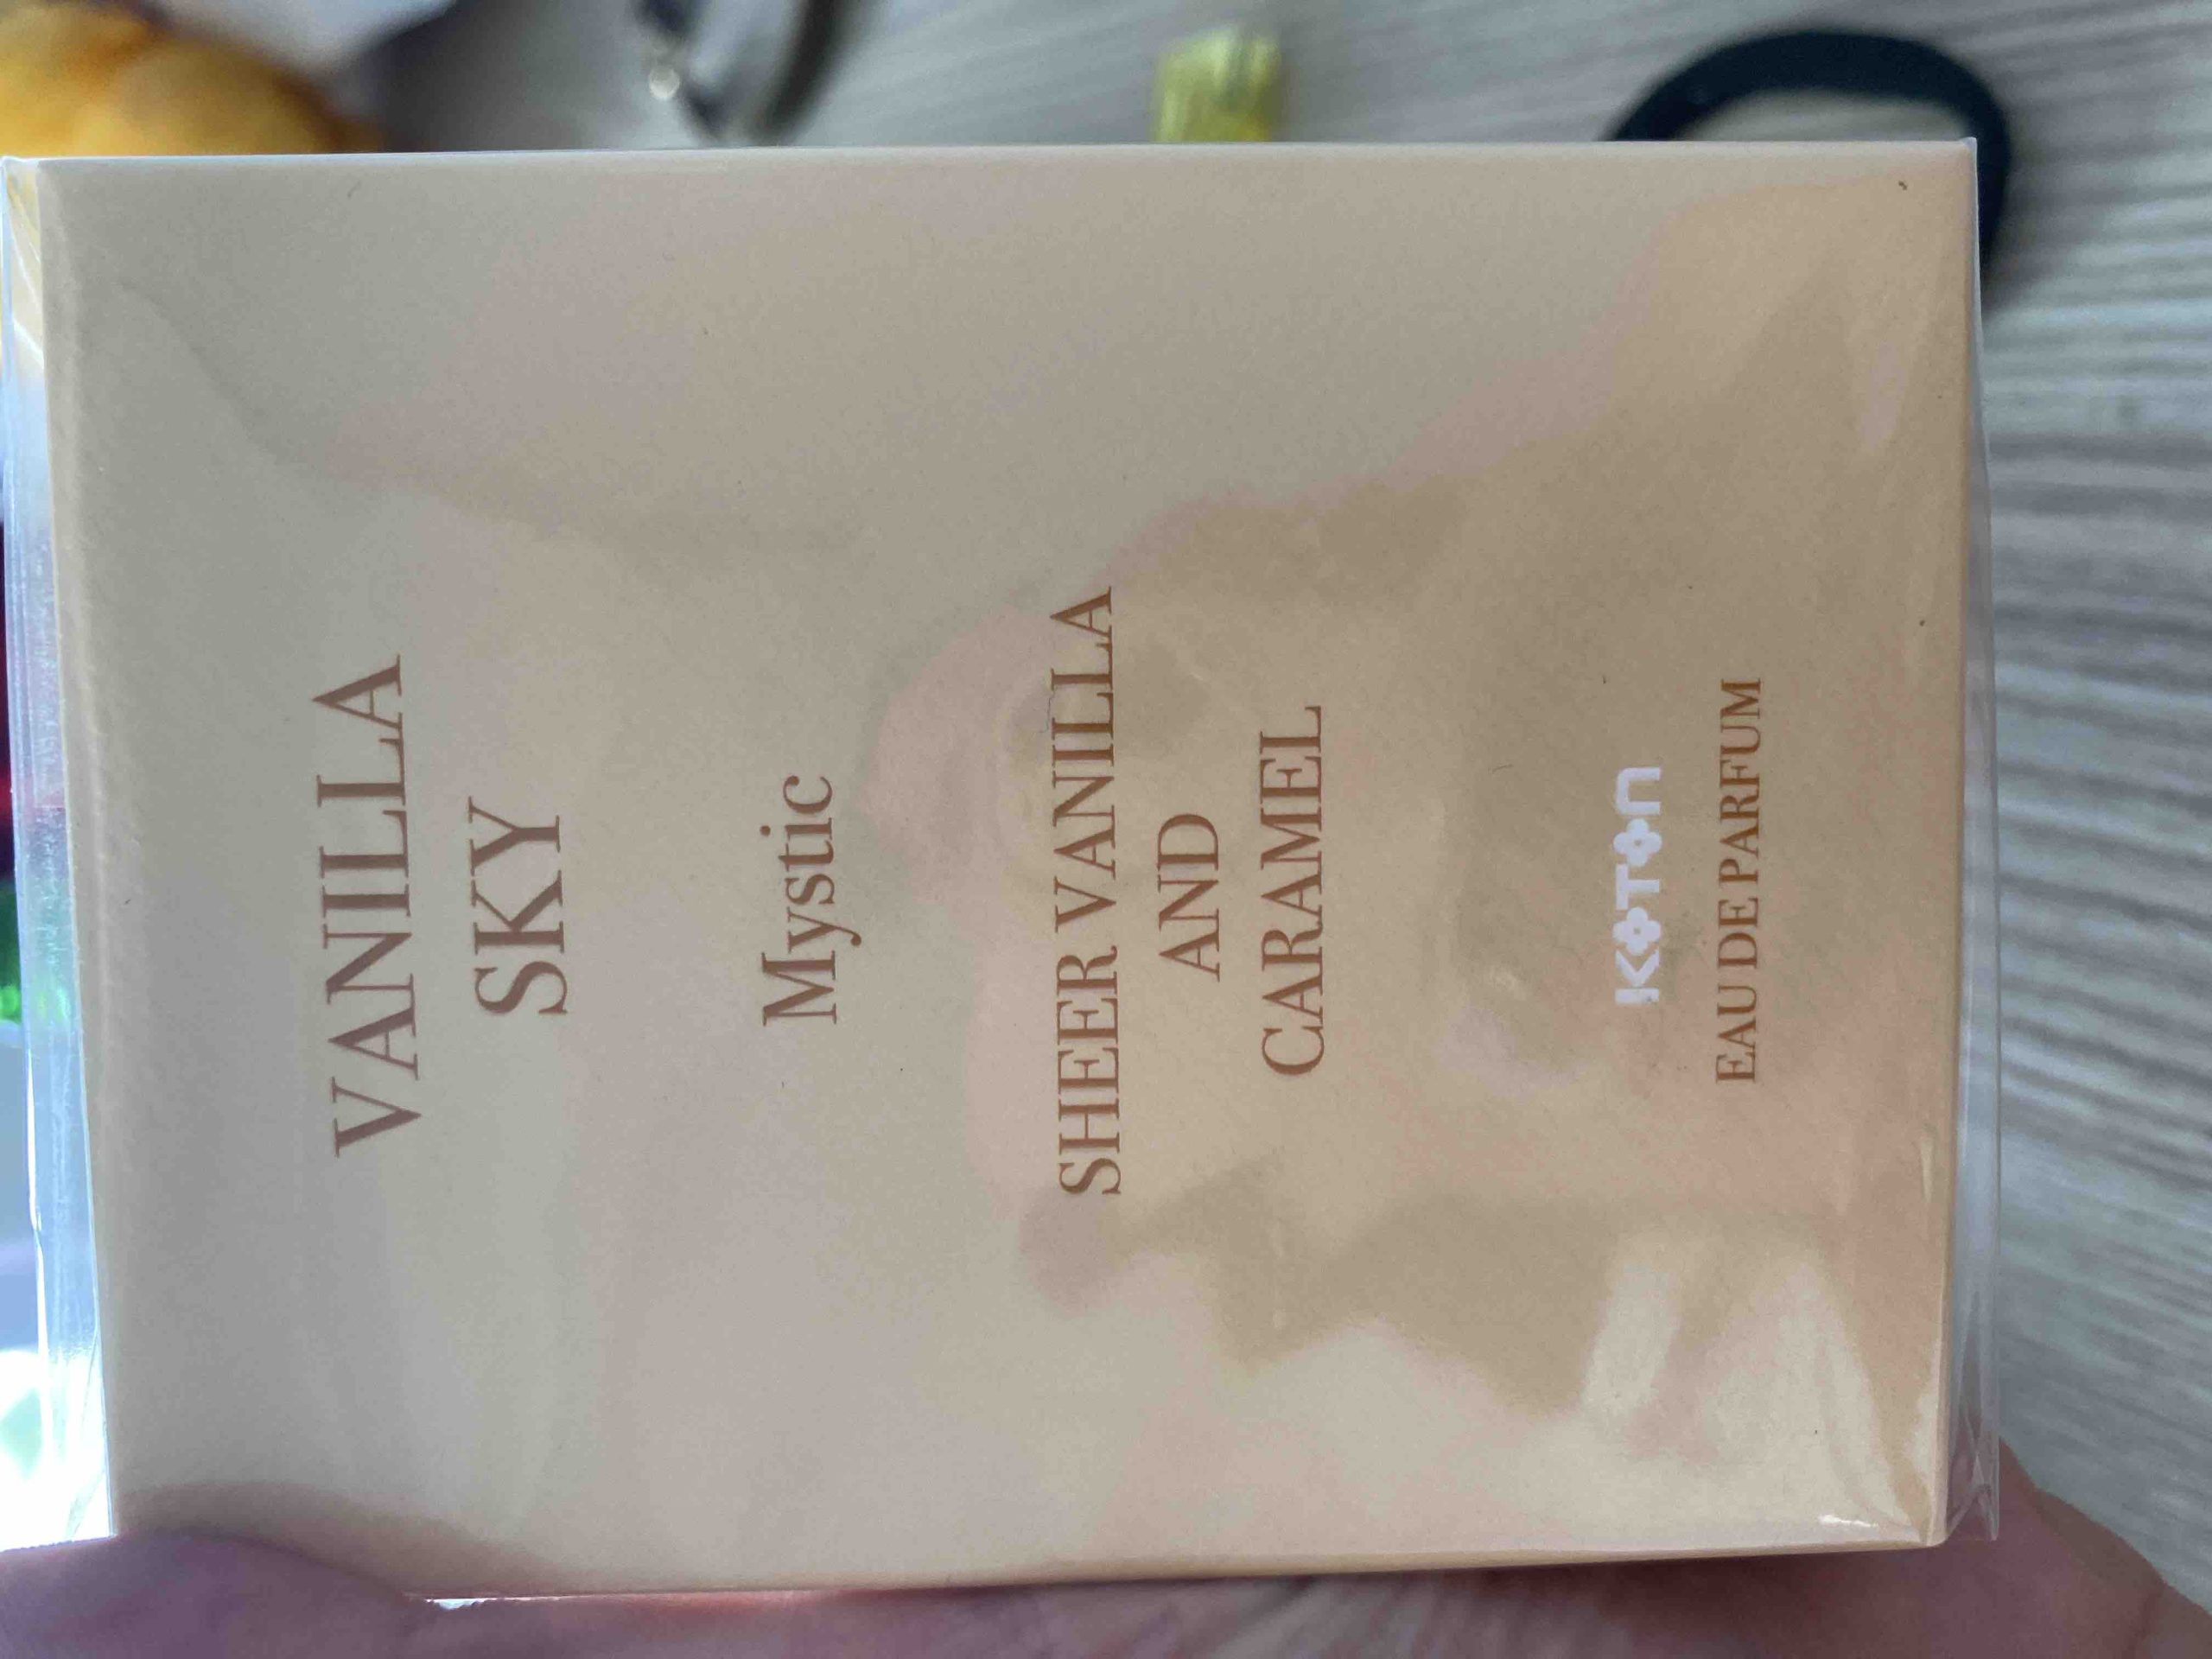 VANILLA
SKY
Mystic
SHEER VANILLA
AND
CARAMEL
KOTON
EAU DE PARFUM